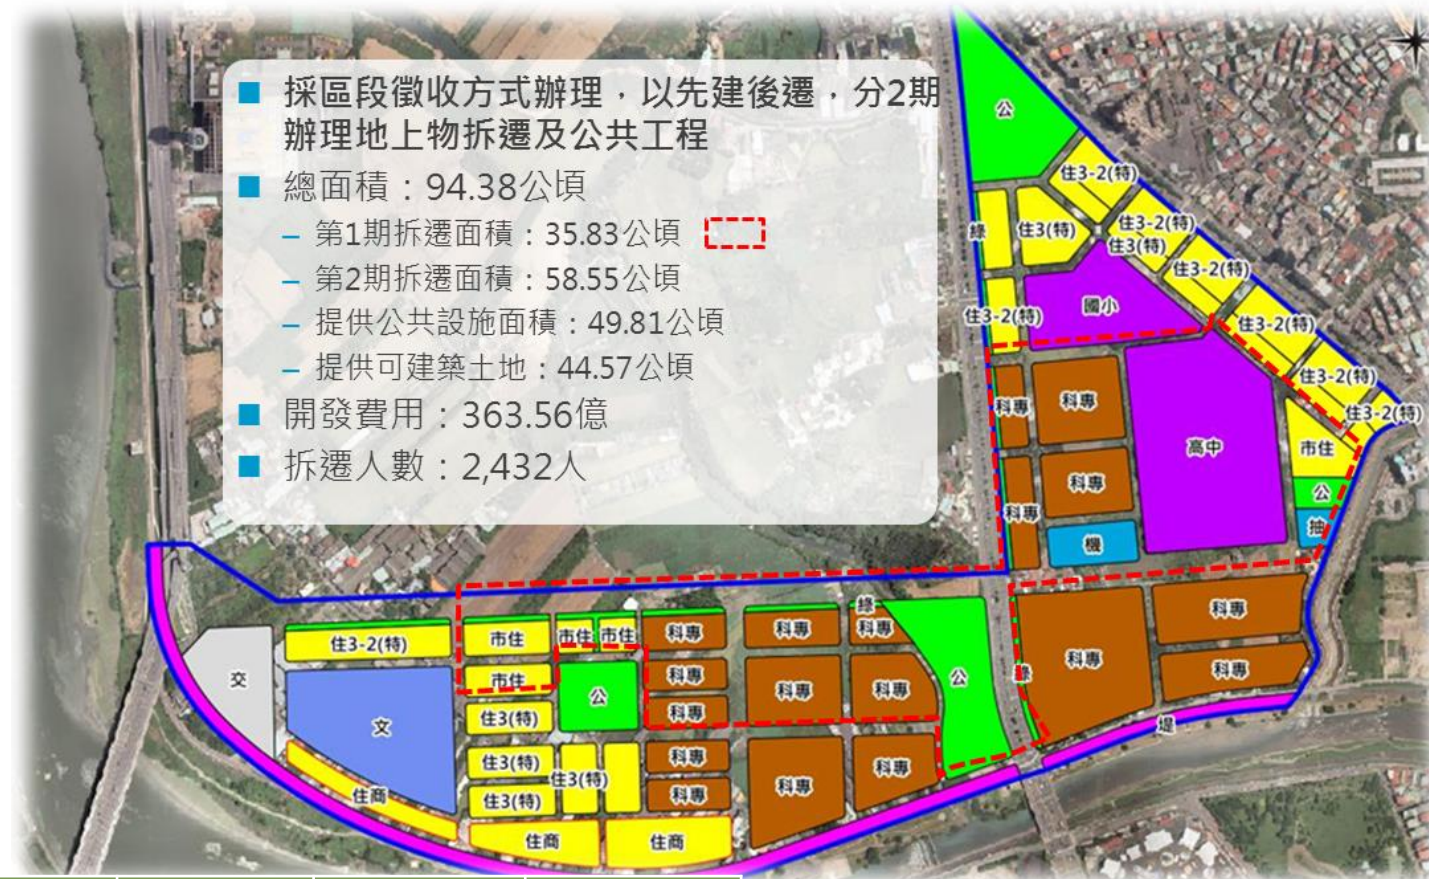 採區段徵收方式辦理，以先建後遷，分2期
辦理地上物拆遷及公共工程
總面積：94.38公頃
– 第1期拆遷面積：35.83公頃
– 第2期拆遷面積：58.55公頃
– 提供公共設施面積：49.81公頃
– 提供可建築土地：44.57公頃
開發費用：363.56億
拆遷人數：2,432人
公
住3-2(特)
綠
住3(特)
住3-2(特)
住3(特)
住3-2(特)
國小
住3-2(特)
住3-2(特)
住3-2(特)
住3-2(特)
科專
科專
高中
市住
科專
公
科專
機
抽
綠
市住
市住
市住
科專
科專
科專
科專
住3-2(特)
科專
科專
科專
科專
科專
綠
公
交
市住
公
科專
文
住3(特)
堤
住3(特)
住3(特)
科專
科專
科專
住3(特)
科專
住商
住商
住商